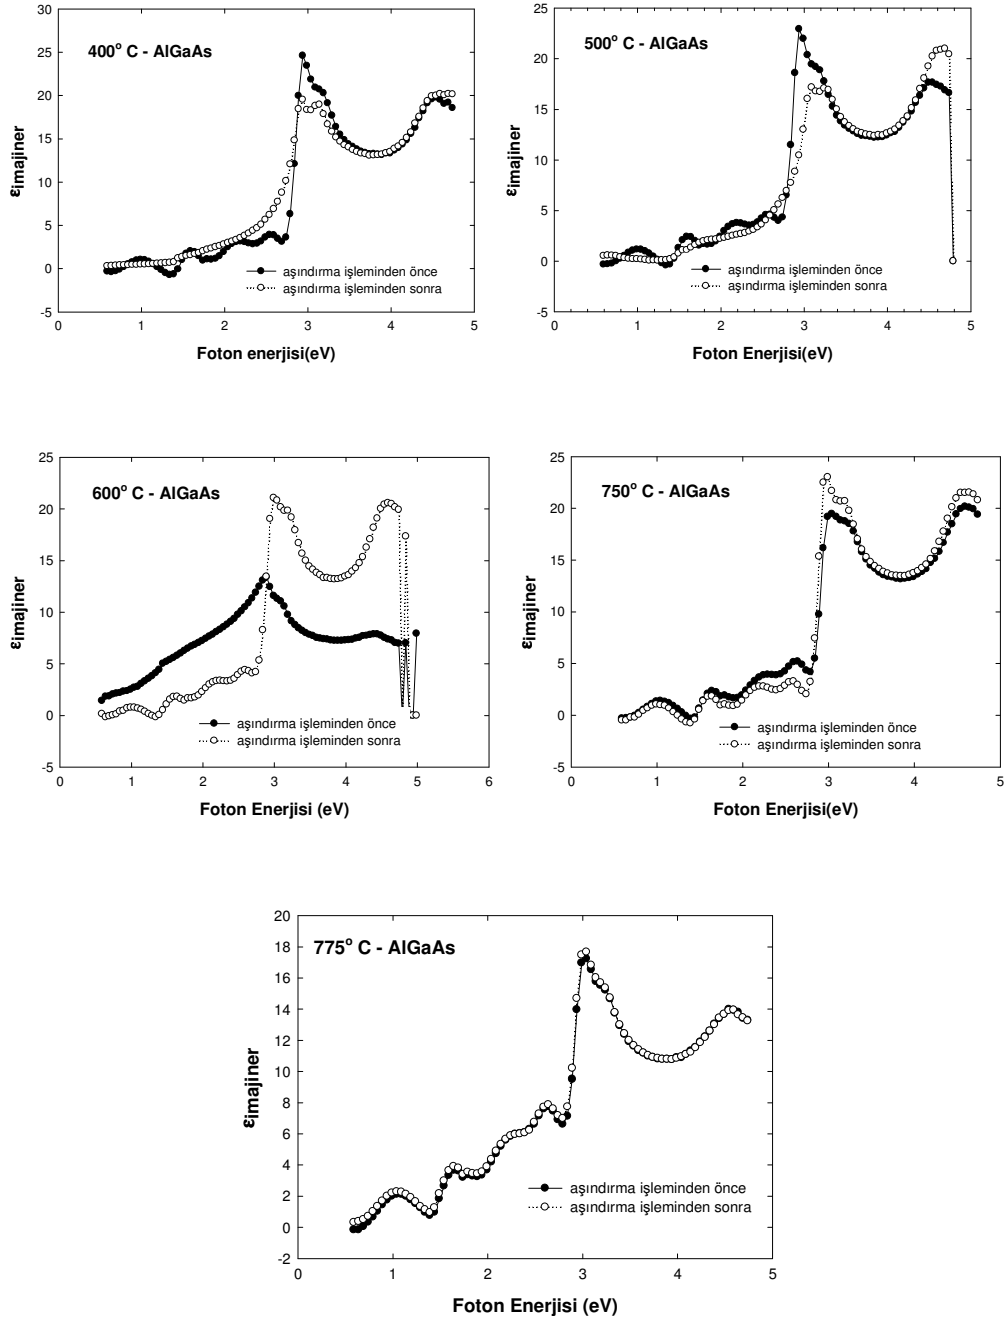 400° C - AlGaAs
εimajiner
30
25
20
15
10
5
0
-5
aşındırma işleminden önce
aşındırma işleminden sonra
0 1 2 3 4 5
Foton enerjisi(eV)
500° C - AlGaAs
εimajiner
25
20
15
10
5
0
-5
aşındırma işleminden önce
aşındırma işleminden sonra
0 1 2 3 4 5
Foton Enerjisi(eV)
600° C - AlGaAs
εimajiner
25
20
15
10
5
0
-5
aşındırma işleminden önce
aşındırma işleminden sonra
0 1 2 3 4 5 6
Foton Enerjisi (eV)
750° C - AlGaAs
εimajiner
25
20
15
10
5
0
-5
aşındırma işleminden önce
aşındırma işleminden sonra
0 1 2 3 4 5
Foton Enerjisi(eV)
775° C - AlGaAs
εimajiner
20
18
16
14
12
10
8
6
4
2
0
-2
aşındırma işleminden önce
aşındırma işleminden sonra
0 1 2 3 4 5
Foton Enerjisi (eV)